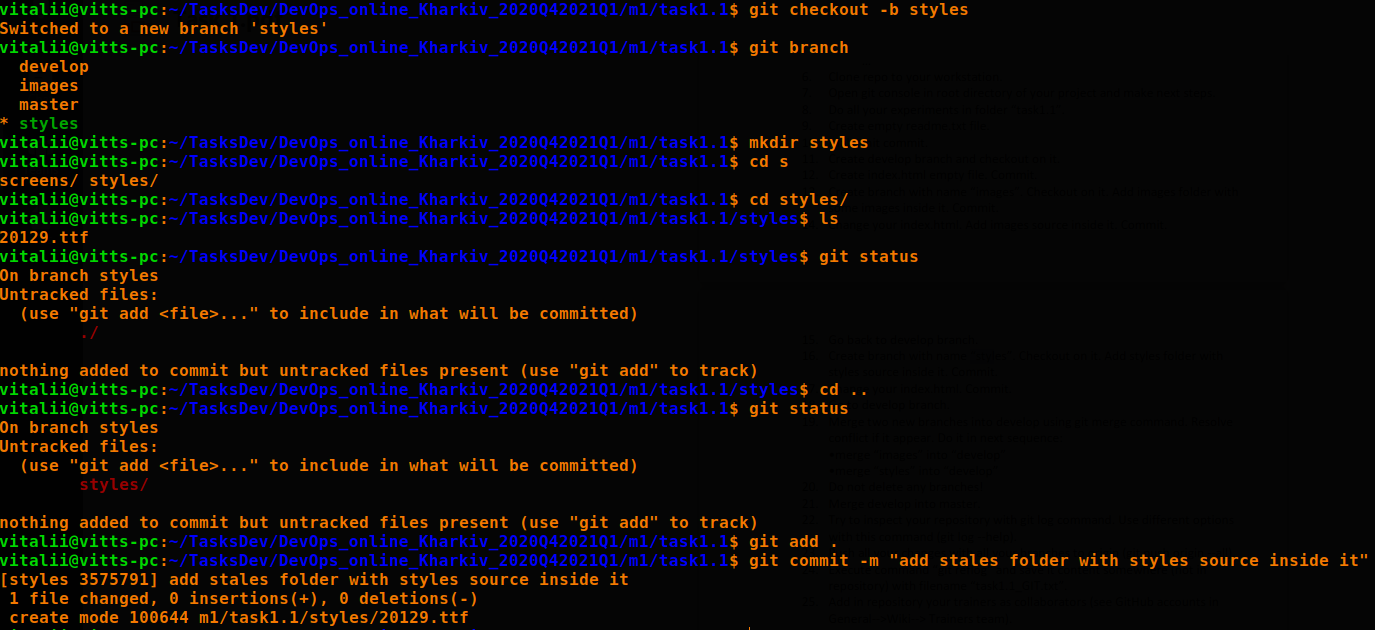 vitalii@vitts-pc:~/TasksDev/DevOps_online_Kharkiv_2020Q42021Q1/m1/task1.1$ git checkout -b styles
Switched to a new branch 'styles'
vitalii@vitts-pc:~/TasksDev/DevOps_online_Kharkiv_2020Q42021Q1/m1/task1.1$ git branch
  develop
  images
  master
* styles
vitalii@vitts-pc:~/TasksDev/DevOps_online_Kharkiv_2020Q42021Q1/m1/task1.1$ mkdir styles
vitalii@vitts-pc:~/TasksDev/DevOps_online_Kharkiv_2020Q42021Q1/m1/task1.1$ cd s
screens/ styles/
vitalii@vitts-pc:~/TasksDev/DevOps_online_Kharkiv_2020Q42021Q1/m1/task1.1$ cd styles/
vitalii@vitts-pc:~/TasksDev/DevOps_online_Kharkiv_2020Q42021Q1/m1/task1.1/styles$ ls
20129.ttf
vitalii@vitts-pc:~/TasksDev/DevOps_online_Kharkiv_2020Q42021Q1/m1/task1.1/styles$ git status
On branch styles
Untracked files:
  (use "git add <file>..." to include in what will be committed)
        ./
nothing added to commit but untracked files present (use "git add" to track)
vitalii@vitts-pc:~/TasksDev/DevOps_online_Kharkiv_2020Q42021Q1/m1/task1.1/styles$ cd ..
vitalii@vitts-pc:~/TasksDev/DevOps_online_Kharkiv_2020Q42021Q1/m1/task1.1$ git status
On branch styles
Untracked files:
  (use "git add <file>..." to include in what will be committed)
        styles/
nothing added to commit but untracked files present (use "git add" to track)
vitalii@vitts-pc:~/TasksDev/DevOps_online_Kharkiv_2020Q42021Q1/m1/task1.1$ git add .
vitalii@vitts-pc:~/TasksDev/DevOps_online_Kharkiv_2020Q42021Q1/m1/task1.1$ git commit -m "add stales folder with styles source inside it"
[styles 3575791] add stales folder with styles source inside it
 1 file changed, 0 insertions(+), 0 deletions(-)
 create mode 100644 m1/task1.1/styles/20129.ttf